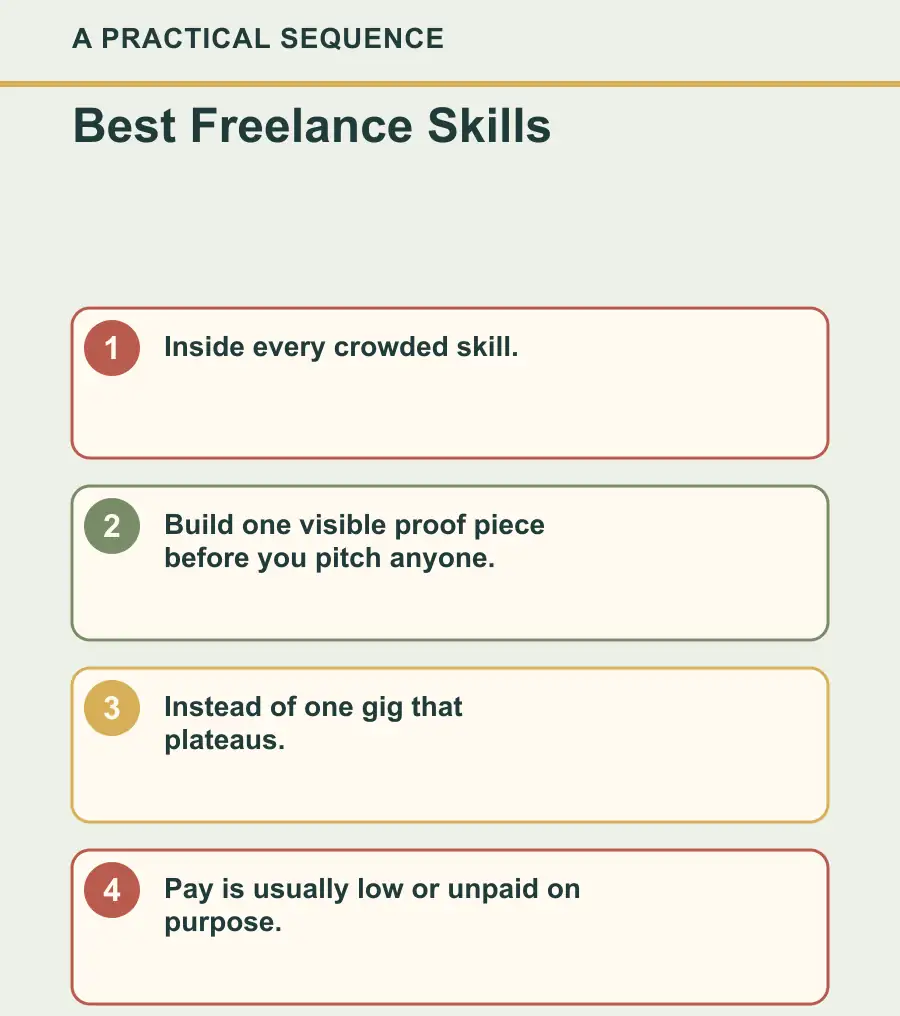 A PRACTICAL SEQUENCE
Best Freelance Skills
1
Inside every crowded skill.
2
Build one visible proof piece
before you pitch anyone.
3
Instead of one gig that
plateaus.
4
Pay is usually low or unpaid on
purpose.